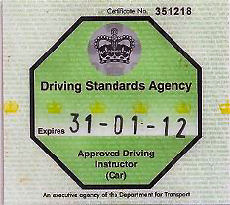 Certificate No. 351218
Driving Standards Agency
Expires 31-01-12
Approved Driving
Instructor
(Car)
An executive agency of the Department for Transport